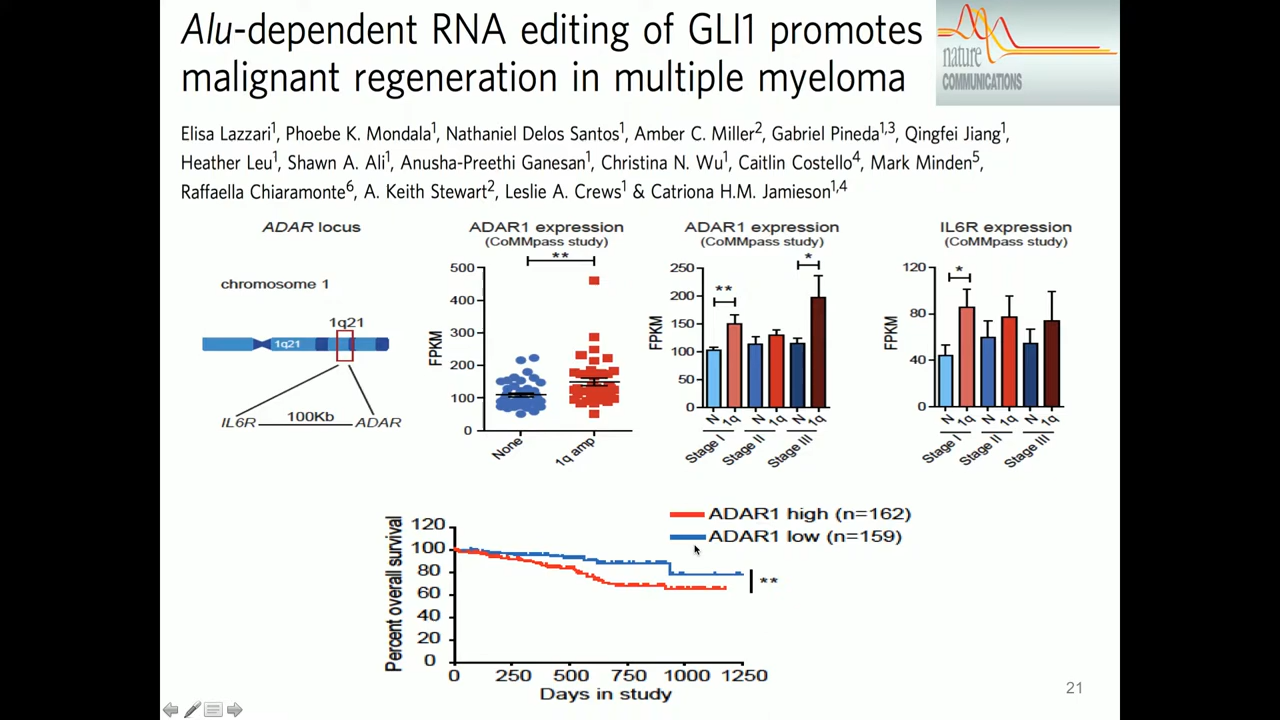 Alu-dependent RNA editing of GLI1 promotes
malignant regeneration in multiple myeloma
nature
COMMUNICATIONS
Elisa Lazzari1, Phoebe K. Mondala1, Nathaniel Delos Santos1, Amber C. Miller2, Gabriel Pineda1,3, Qingfei Jiang1,
Heather Leu1, Shawn A. Ali1, Anusha-Preethi Ganesan1, Christina N. Wu1, Caitlin Costello4, Mark Minden5,
Raffaella Chiaramonte6, A. Keith Stewart2, Leslie A. Crews1 & Catriona H.M. Jamieson1,4
ADAR locus
chromosome 1
1q21
1q21
IL6R
100Kb
ADAR
ADAR1 expression
(CoMMpass study)
**
500
400
300
200
100
0
FPKM
None
1q amp
ADAR1 expression
(CoMMpass study)
**
*
250
200
150
100
50
0
FPKM
N 1q N 1q N 1q
Stage I
Stage II
Stage III
IL6R expression
(CoMMpass study)
*
120
80
40
0
FPKM
N 1q N 1q N 1q
Stage I
Stage II
Stage III
ADAR1 high (n=162)
ADAR1 low (n=159)
**
120
100
80
60
40
20
0
Percent overall survival
0 250 500 750 1000 1250
Days in study
21